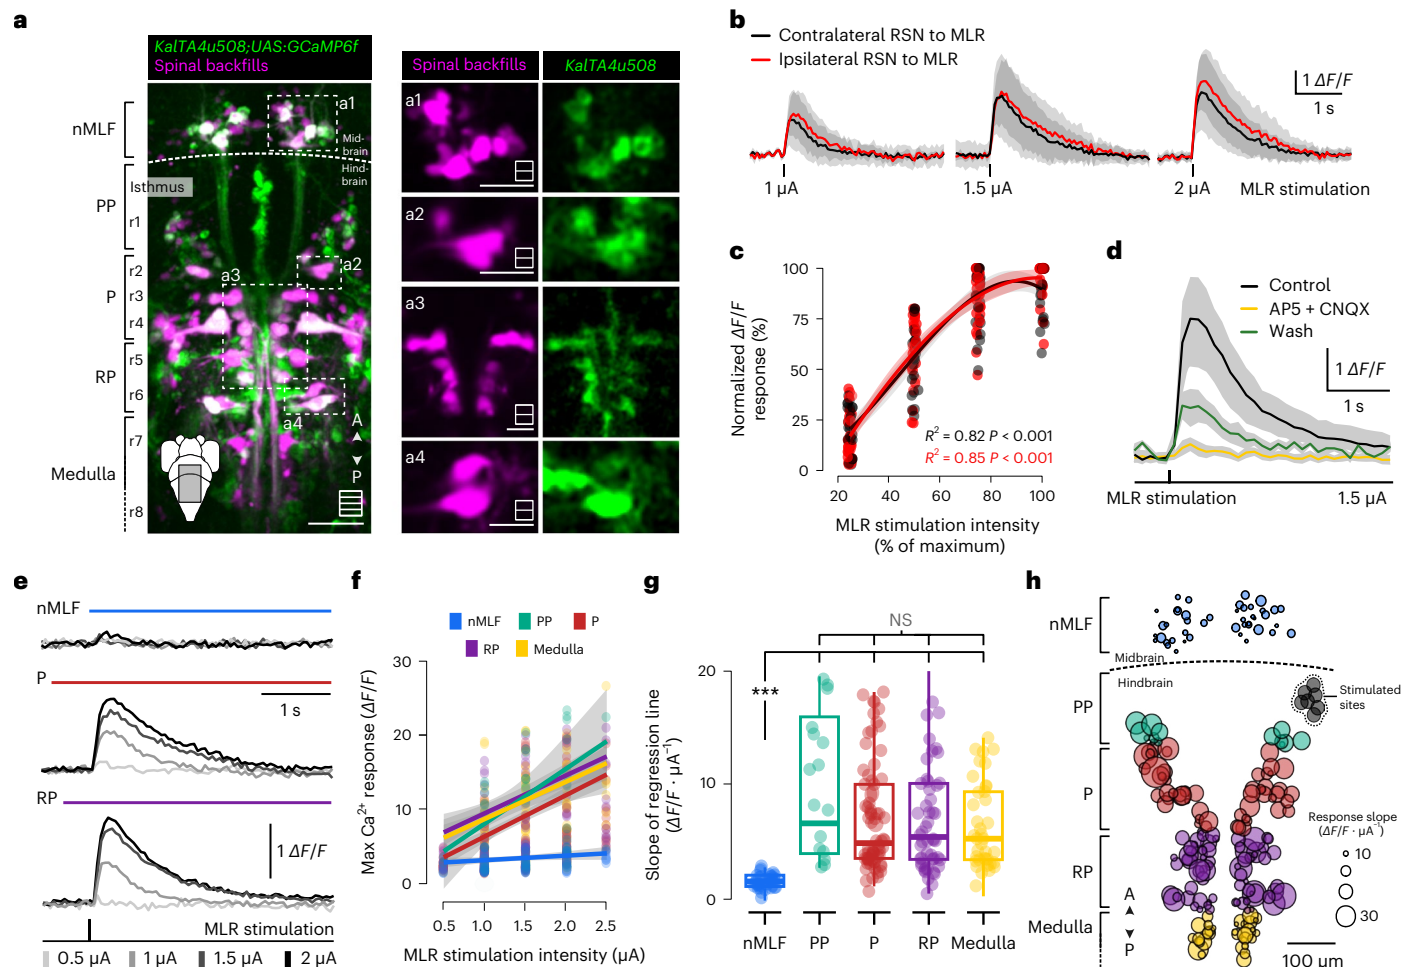 a
KalTA4u508;UAS:GCaMP6f
Spinal backfills
nMLF
PP
P
RP
Medulla
Isthmus
r1
r2
r3
r4
r5
r6
r7
r8
a1
Mid-
brain
Hind-
brain
a2
a3
a4
A
P
Spinal backfills
KalTA4u508
a1
a2
a3
a4
b
Contralateral RSN to MLR
Ipsilateral RSN to MLR
1 ΔF/F
1 s
1 µA
1.5 µA
2 µA
MLR stimulation
c
Normalized ΔF/F
response (%)
100
75
50
25
0
R² = 0.82 P < 0.001
R² = 0.85 P < 0.001
20
40
60
80
100
MLR stimulation intensity
(% of maximum)
d
Control
AP5 + CNQX
Wash
1 ΔF/F
1 s
MLR stimulation
1.5 µA
e
nMLF
P
1 s
RP
1 ΔF/F
MLR stimulation
0.5 µA
1 µA
1.5 µA
2 µA
f
nMLF
PP
P
RP
Medulla
Max Ca²⁺ response (ΔF/F)
30
20
10
0
0.5
1.0
1.5
2.0
2.5
MLR stimulation intensity (µA)
g
NS
***
Slope of regression line
(ΔF/F · µA⁻¹)
20
10
0
nMLF
PP
P
RP
Medulla
h
nMLF
Midbrain
Hindbrain
PP
P
RP
Medulla
Stimulated
sites
Response slope
(ΔF/F · µA⁻¹)
10
30
A
P
100 µm